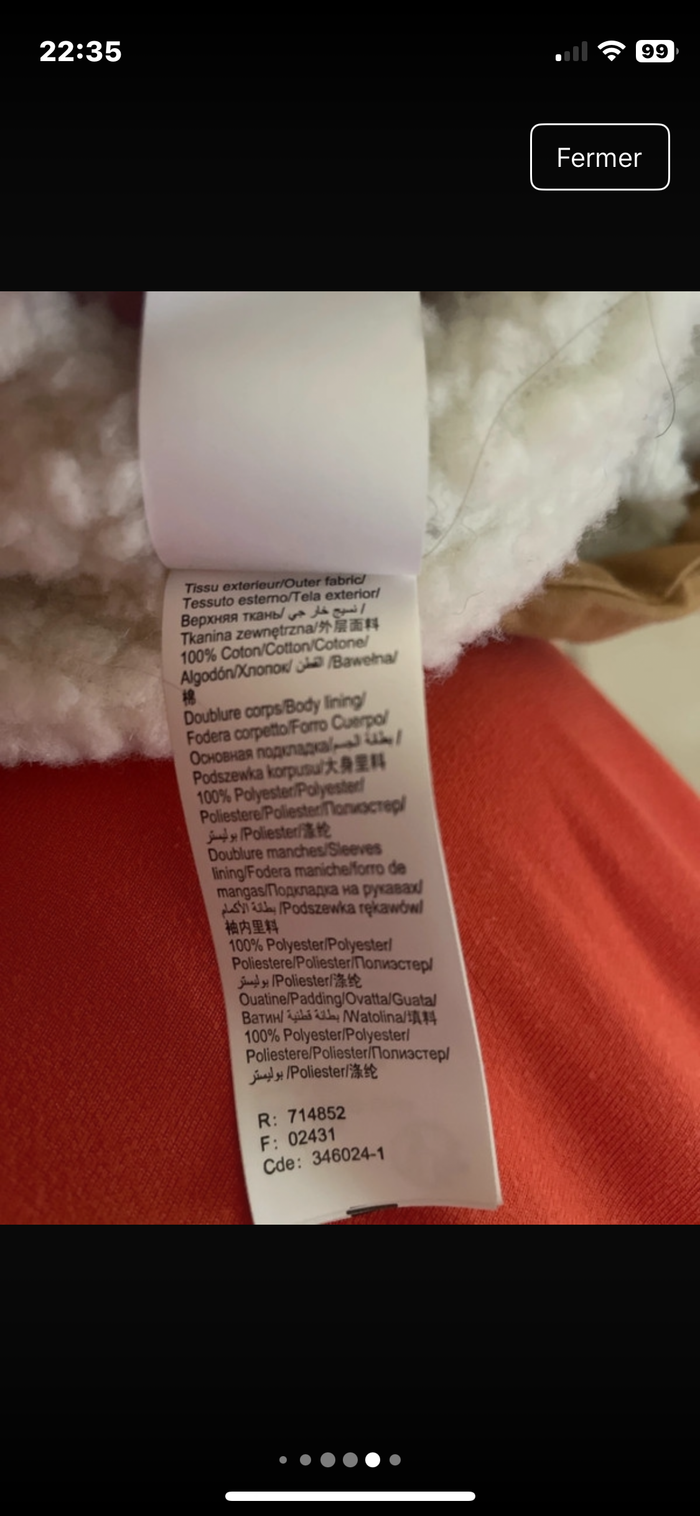 22:35
99
Fermer
Tissu exterieur/Outer fabric/
Tessuto esterno/Tela exterior/
Верхняя ткань/ نسيج خارجي /
Tkanina zewnętrzna/外层面料
100% Coton/Cotton/Cotone/
Algodón/Хлопок/ القطن /Bawełna/
棉
Doublure corps/Body lining/
Fodera corpetto/Forro Cuerpo/
Основная подкладка/بطانة الجسم /
Podszewka korpusu/大身里料
100% Polyester/Polyester/
Poliestere/Poliester/Полиэстер/
بوليستر /Poliester/涤纶
Doublure manches/Sleeves
lining/Fodera maniche/forro de
mangas/Подкладка на рукавах/
بطانة الأكمام /Podszewka rękawów/
袖内里料
100% Polyester/Polyester/
Poliestere/Poliester/Полиэстер/
بوليستر /Poliester/涤纶
Ouatine/Padding/Ovatta/Guata/
Ватин/ بطانة قطنية /Watolina/填料
100% Polyester/Polyester/
Poliestere/Poliester/Полиэстер/
بوليستر /Poliester/涤纶
R: 714852
F: 02431
Cde: 346024-1